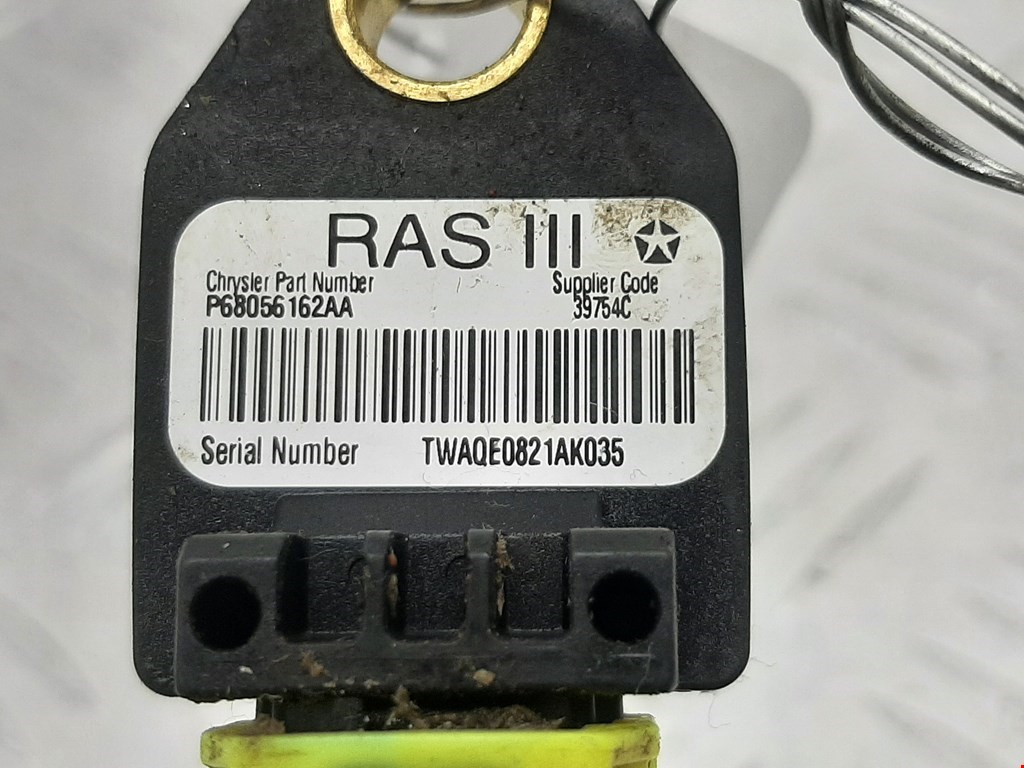 RAS III
Chrysler Part Number Supplier Code
P68056162AA 39754C
Serial Number TWAQE0821AK035